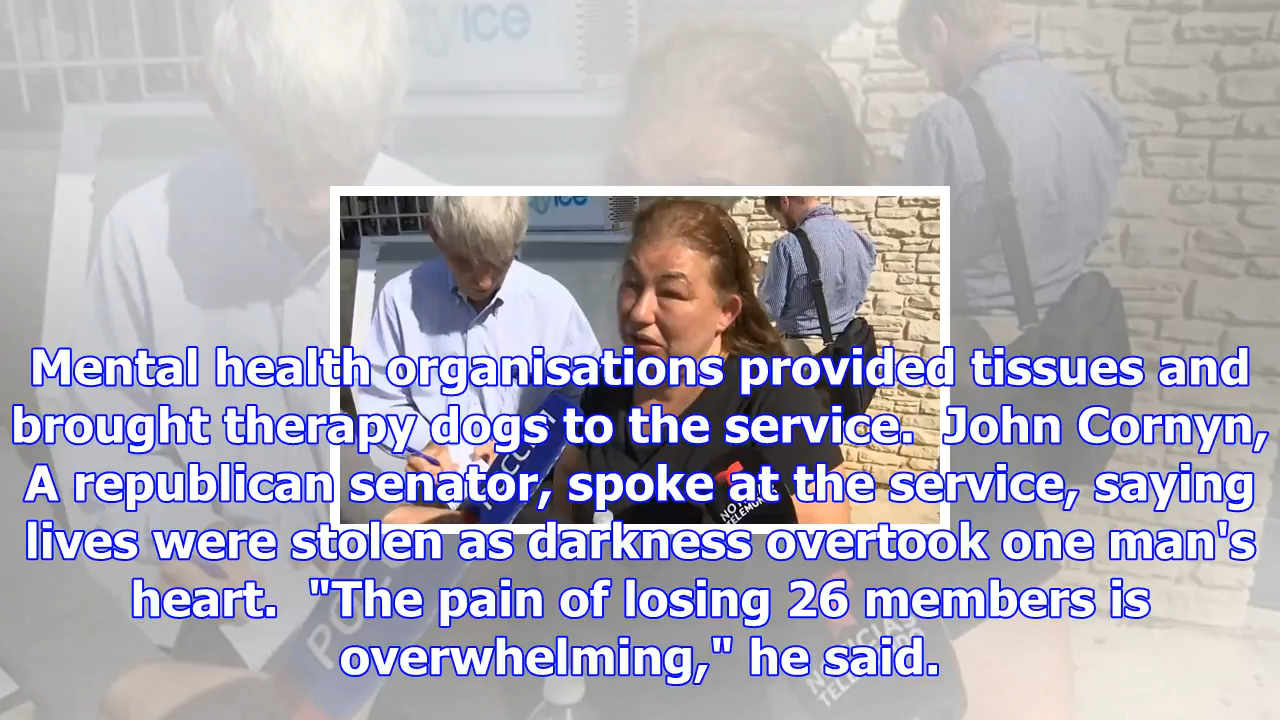 ICE
ICE
Mental health organisations provided tissues and
brought therapy dogs to the service.  John Cornyn,
A republican senator, spoke at the service, saying
lives were stolen as darkness overtook one man's
heart.  "The pain of losing 26 members is
overwhelming," he said.